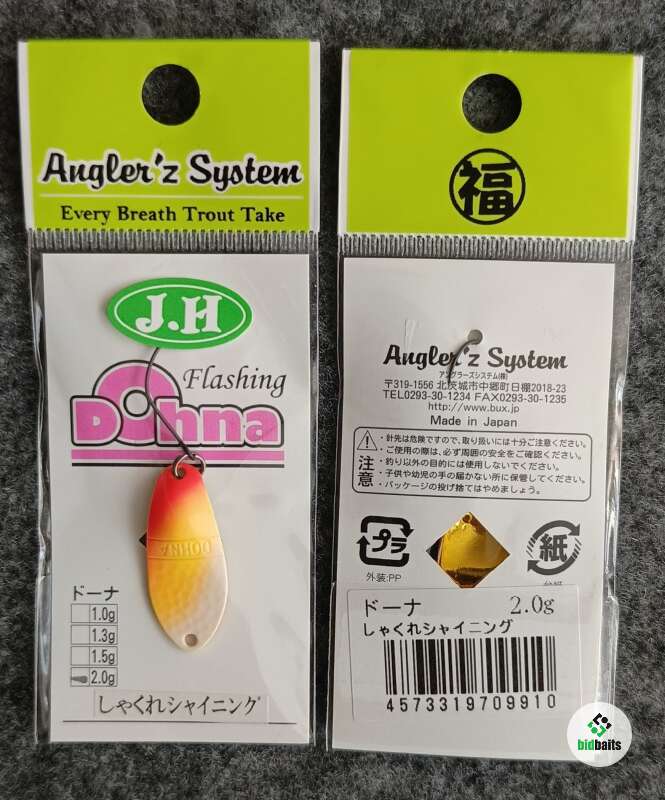 Angler'z System
Every Breath Trout Take
J.H
Flashing
Dohna
DOHNA
ドーナ
1.0g
1.3g
1.5g
2.0g
しゃくれシャイニング
福
Angler'z System
アングラーズシステム(株)
〒319-1556 北茨城市中郷町日棚2018-23
TEL0293-30-1234 FAX0293-30-1235
http://www.bux.jp
Made in Japan
注意
・針先は危険ですので、取り扱いには十分ご注意ください。
・ご使用の際は、必ず周囲の安全をご確認ください。
・釣り以外の目的には使用しないでください。
・子供や幼児の手の届かない所に保管してください。
・パッケージの投げ捨てはやめましょう。
プラ
外装:PP
紙
台紙
ドーナ 2.0g
しゃくれシャイニング
4573319709910
bidbaits